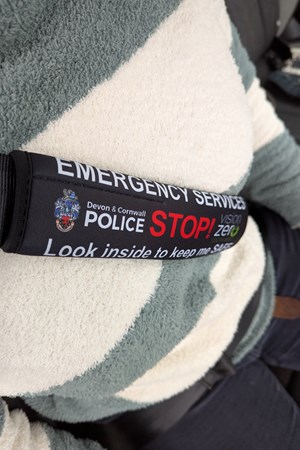 EMERGENCY SERVICES
Devon & Cornwall
POLICE STOP! vision
zero
Look inside to keep me SAFE